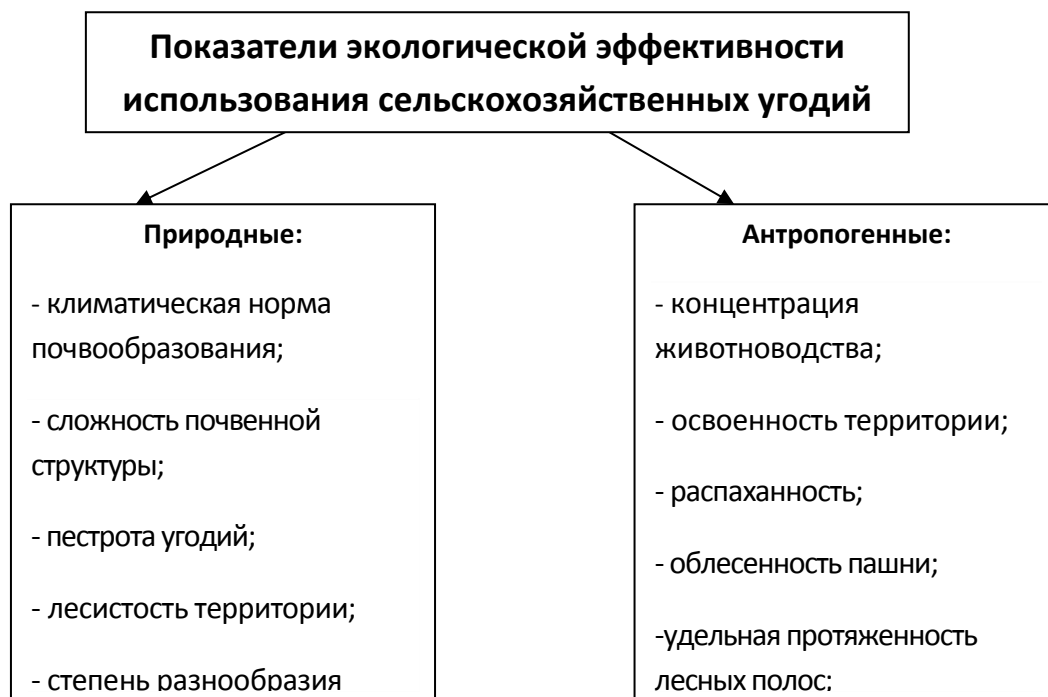 Показатели экологической эффективности
использования сельскохозяйственных угодий
Природные:
- климатическая норма
почвообразования;
- сложность почвенной
структуры;
- пестрота угодий;
- лесистость территории;
- степень разнообразия
Антропогенные:
- концентрация
животноводства;
- освоенность территории;
- распаханность;
- облесенность пашни;
-удельная протяженность
лесных полос;